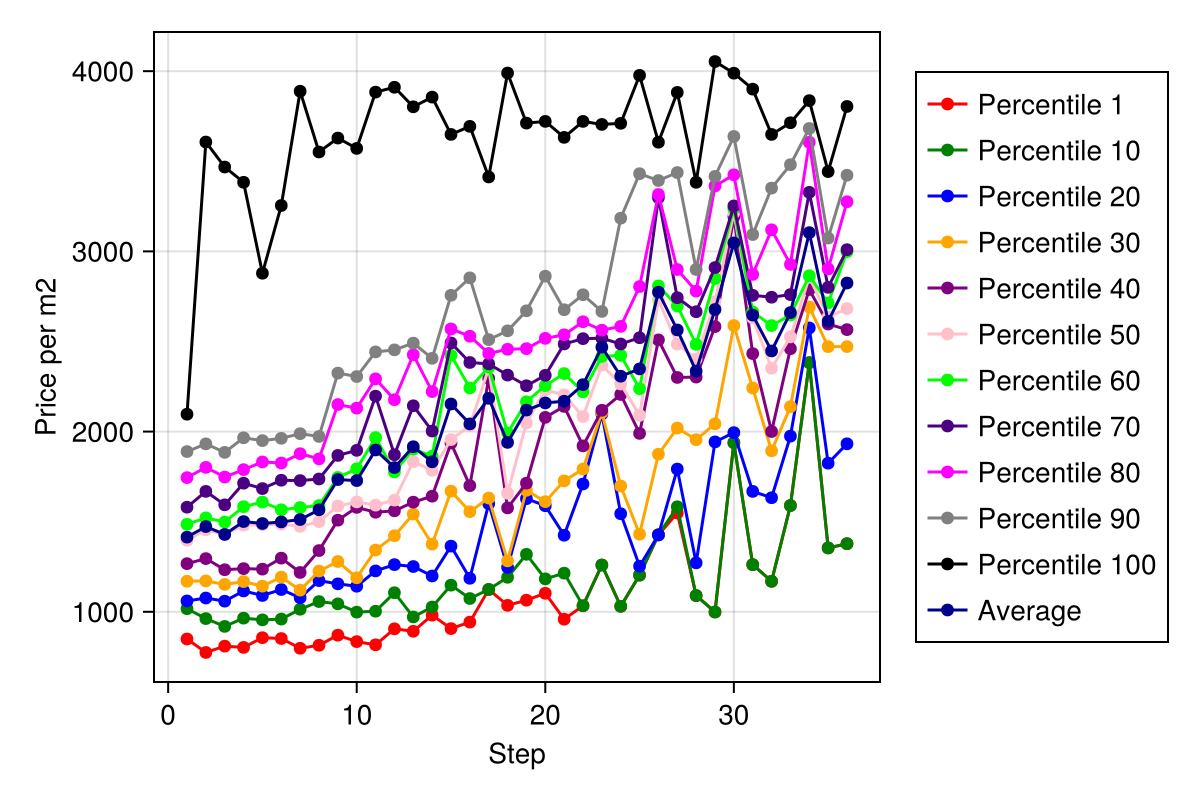 4000
3000
2000
1000
Price per m2
0 10 20 30
Step
Percentile 1
Percentile 10
Percentile 20
Percentile 30
Percentile 40
Percentile 50
Percentile 60
Percentile 70
Percentile 80
Percentile 90
Percentile 100
Average